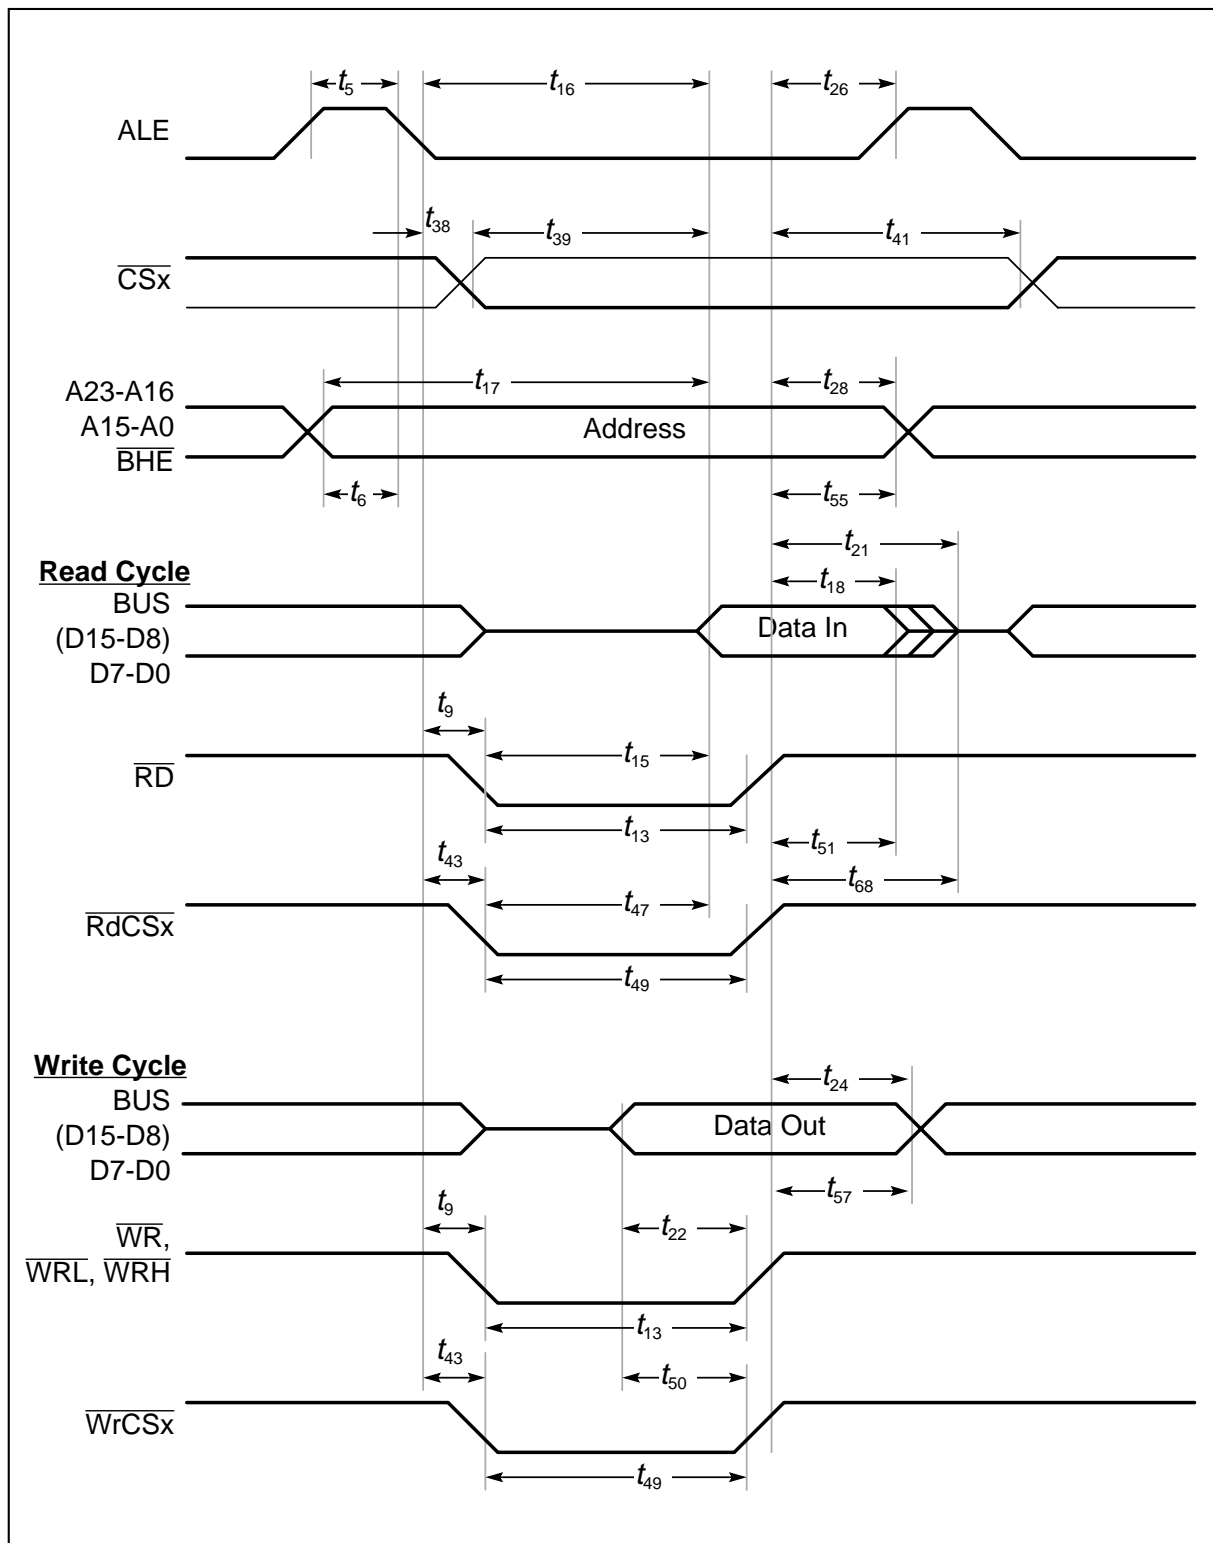 t5
t16
t26
ALE
t38
t39
t41
CSx
A23-A16
t17
t28
A15-A0
Address
BHE
t6
t55
t21
Read Cycle
t18
BUS
(D15-D8)
Data In
D7-D0
t9
t15
RD
t13
t51
t43
t68
t47
RdCSx
t49
Write Cycle
t24
BUS
(D15-D8)
Data Out
D7-D0
t57
t9
t22
WR,
WRL, WRH
t13
t43
t50
WrCSx
t49